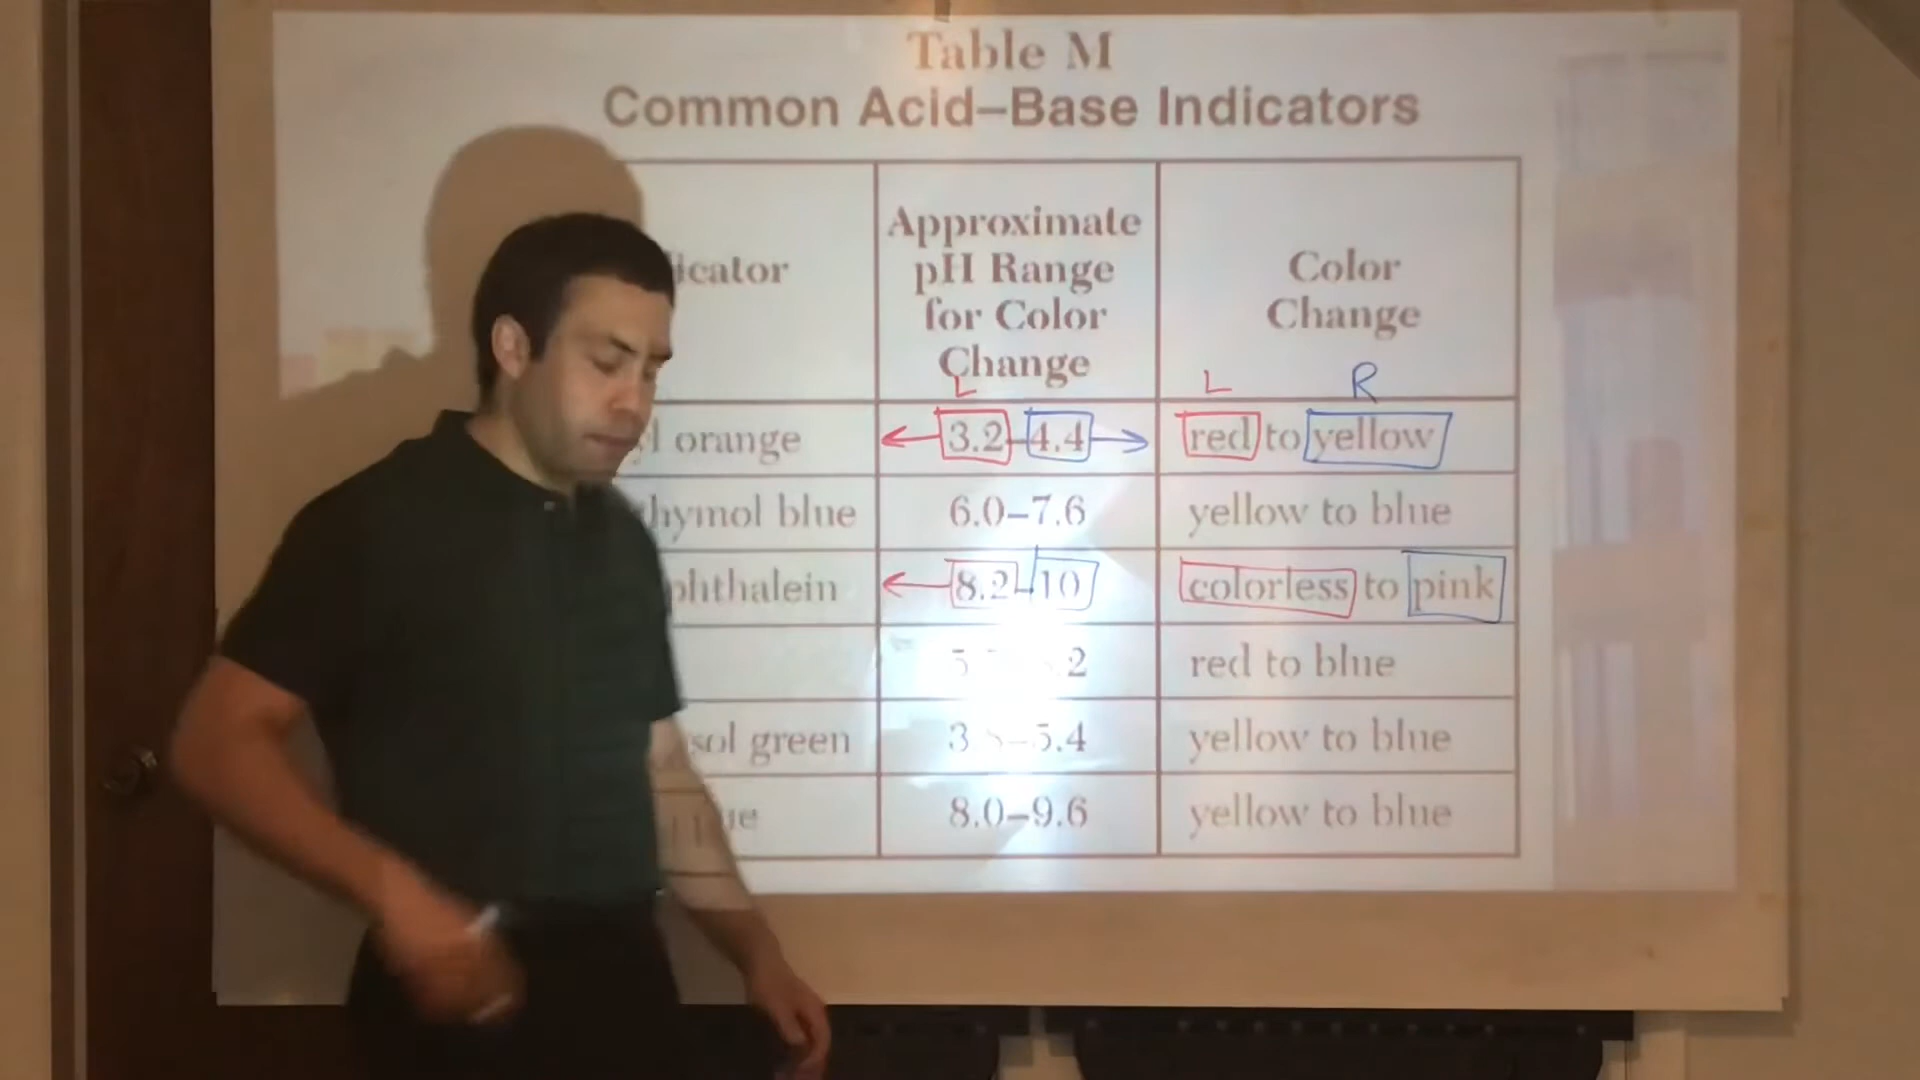 Table M
Common Acid–Base Indicators
icator
Approximate
pH Range
for Color
Change
Color
Change
L
L R
l orange 3.2–4.4 red to yellow
hymol blue 6.0–7.6 yellow to blue
phthalein 8.2–10 colorless to pink
red to blue
sol green yellow to blue
8.0–9.6 yellow to blue